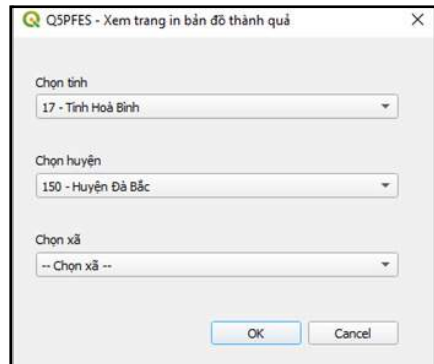 Q5PFES - Xem trang in bản đồ thành quả
Chọn tỉnh
17 - Tỉnh Hoà Bình
Chọn huyện
150 - Huyện Đà Bắc
Chọn xã
-- Chọn xã --
OK
Cancel